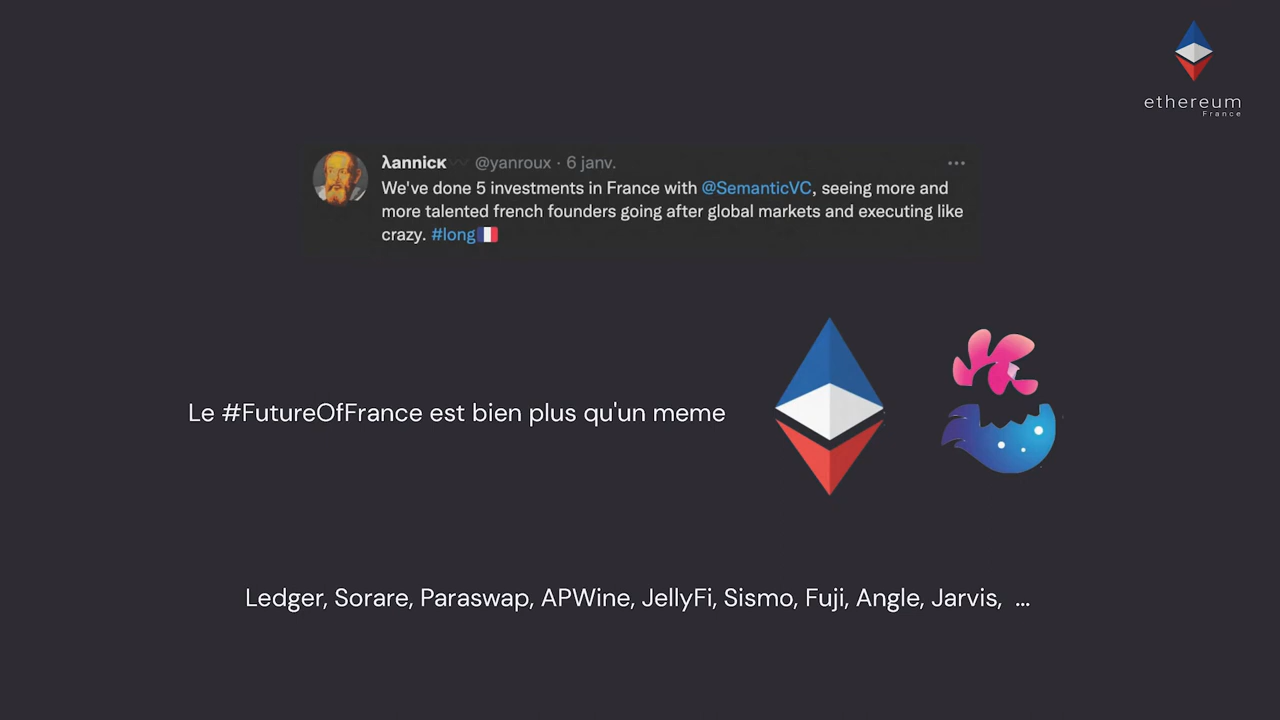 ethereum
France
λannicĸ @yanroux · 6 janv.
We've done 5 investments in France with @SemanticVC, seeing more and
more talented french founders going after global markets and executing like
crazy. #long🇫🇷
Le #FutureOfFrance est bien plus qu'un meme
Ledger, Sorare, Paraswap, APWine, JellyFi, Sismo, Fuji, Angle, Jarvis, ...